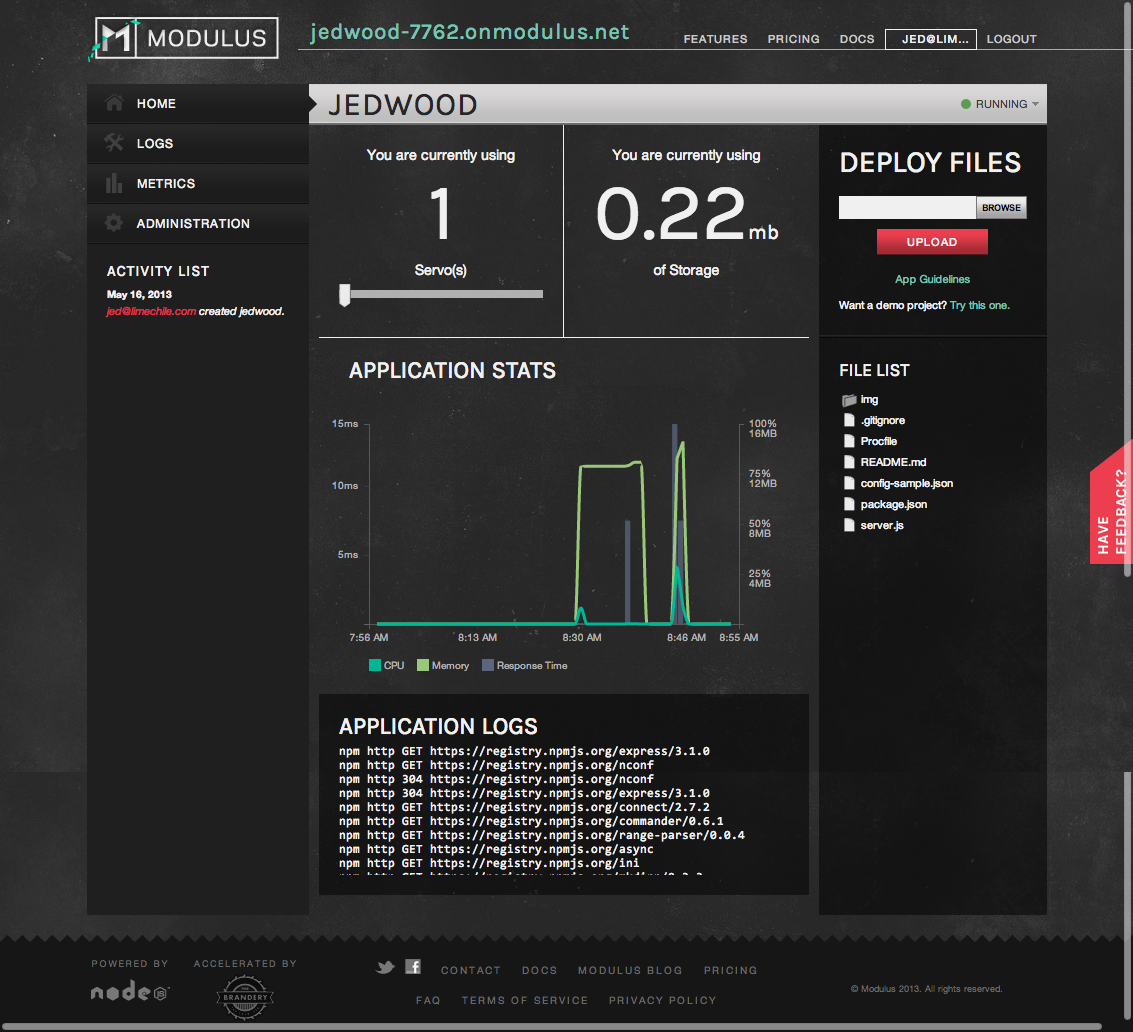 MODULUS
jedwood-7762.onmodulus.net
FEATURES
PRICING
DOCS
JED@LIM...
LOGOUT
HOME
LOGS
METRICS
ADMINISTRATION
ACTIVITY LIST
May 16, 2013
jed@limechile.com created jedwood.
JEDWOOD
RUNNING
You are currently using
1
Servo(s)
You are currently using
0.22mb
of Storage
DEPLOY FILES
BROWSE
UPLOAD
App Guidelines
Want a demo project? Try this one.
FILE LIST
img
.gitignore
Procfile
README.md
config-sample.json
package.json
server.js
HAVE
FEEDBACK?
APPLICATION STATS
15ms
10ms
5ms
100%
16MB
75%
12MB
50%
8MB
25%
4MB
7:56 AM
8:13 AM
8:30 AM
8:46 AM
8:55 AM
CPU
Memory
Response Time
APPLICATION LOGS
npm http GET https://registry.npmjs.org/express/3.1.0
npm http GET https://registry.npmjs.org/nconf
npm http 304 https://registry.npmjs.org/nconf
npm http 304 https://registry.npmjs.org/express/3.1.0
npm http GET https://registry.npmjs.org/connect/2.7.2
npm http GET https://registry.npmjs.org/commander/0.6.1
npm http GET https://registry.npmjs.org/range-parser/0.0.4
npm http GET https://registry.npmjs.org/async
npm http GET https://registry.npmjs.org/ini
POWERED BY
node JS
ACCELERATED BY
THE
BRANDERY
CONTACT
DOCS
MODULUS BLOG
PRICING
FAQ
TERMS OF SERVICE
PRIVACY POLICY
© Modulus 2013. All rights reserved.